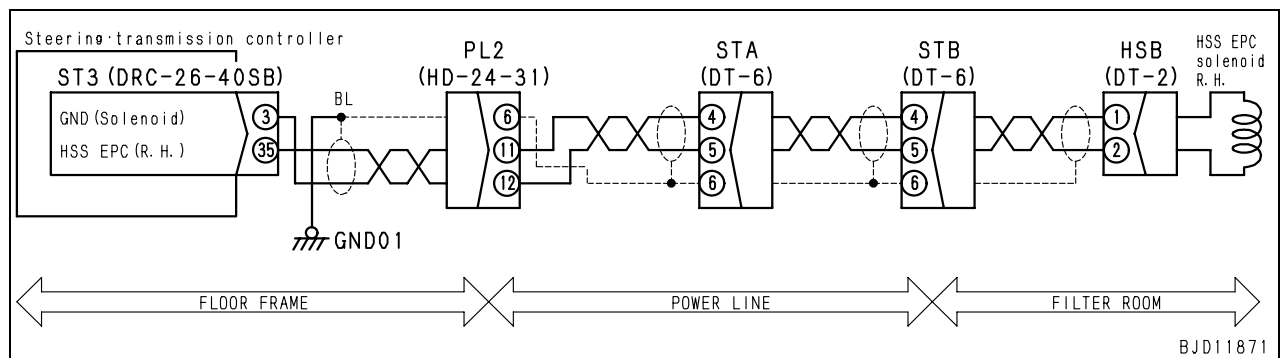 Steering·transmission controller
ST3 (DRC-26-40SB)
GND (Solenoid)
HSS EPC (R. H.)
3
35
BL
GND01
PL2
(HD-24-31)
6
11
12
STA
(DT-6)
4
5
6
STB
(DT-6)
4
5
6
HSB
(DT-2)
1
2
HSS EPC
solenoid
R. H.
FLOOR FRAME
POWER LINE
FILTER ROOM
BJD11871